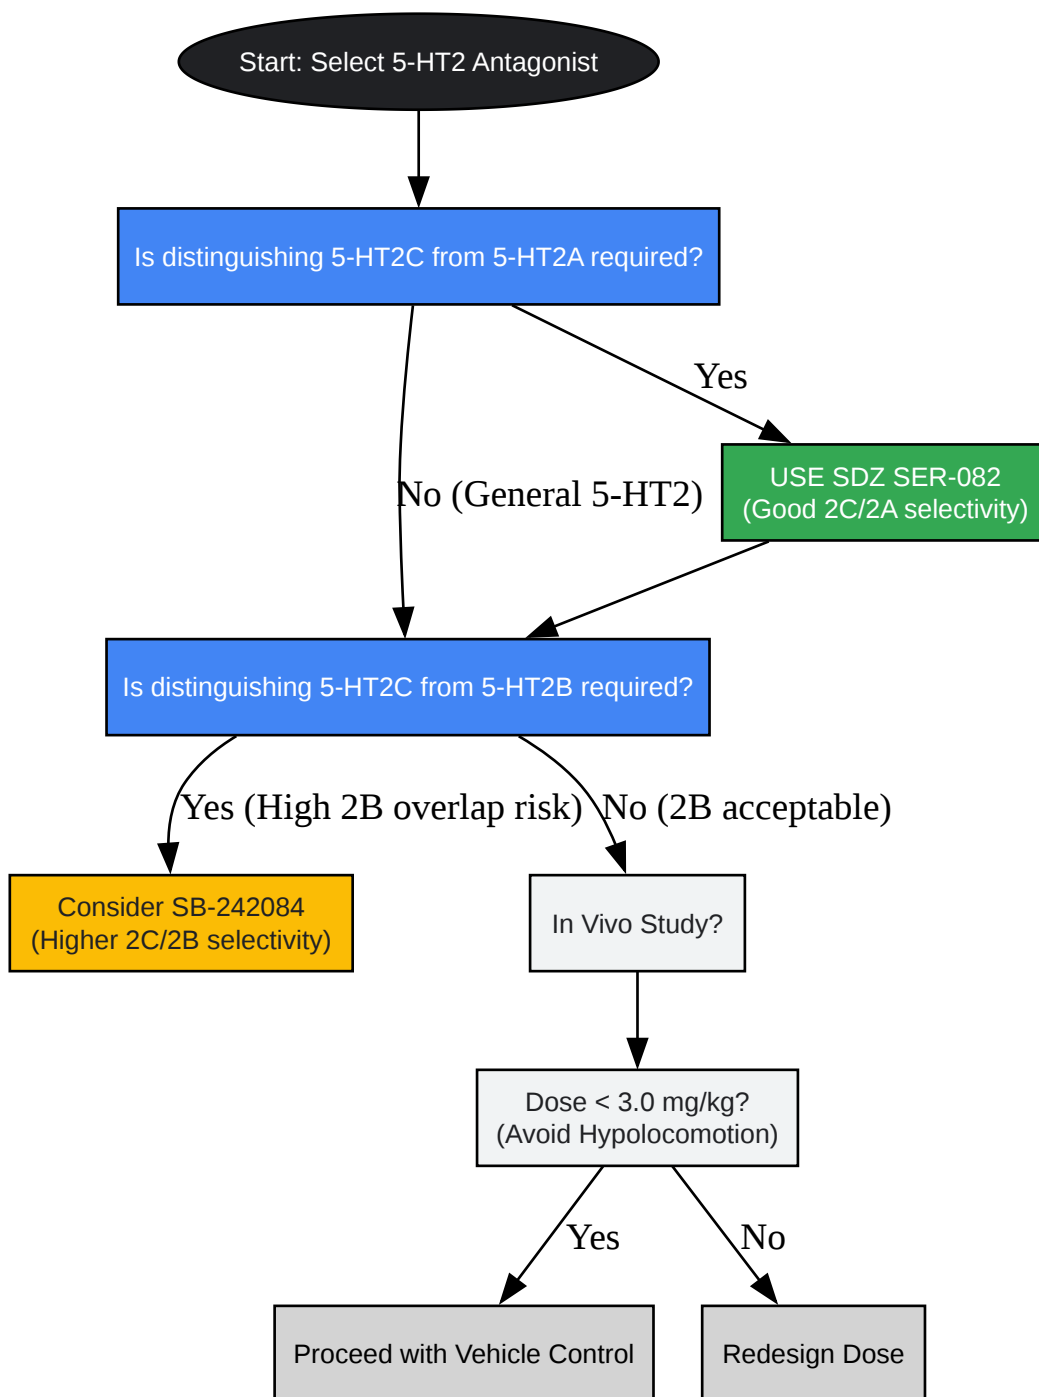 Start: Select 5-HT2 Antagonist
Is distinguishing 5-HT2C from 5-HT2A required?
Yes
USE SDZ SER-082
(Good 2C/2A selectivity)
No (General 5-HT2)
Is distinguishing 5-HT2C from 5-HT2B required?
Yes (High 2B overlap risk)
No (2B acceptable)
Consider SB-242084
(Higher 2C/2B selectivity)
In Vivo Study?
Dose < 3.0 mg/kg?
(Avoid Hypolocomotion)
Yes
No
Proceed with Vehicle Control
Redesign Dose